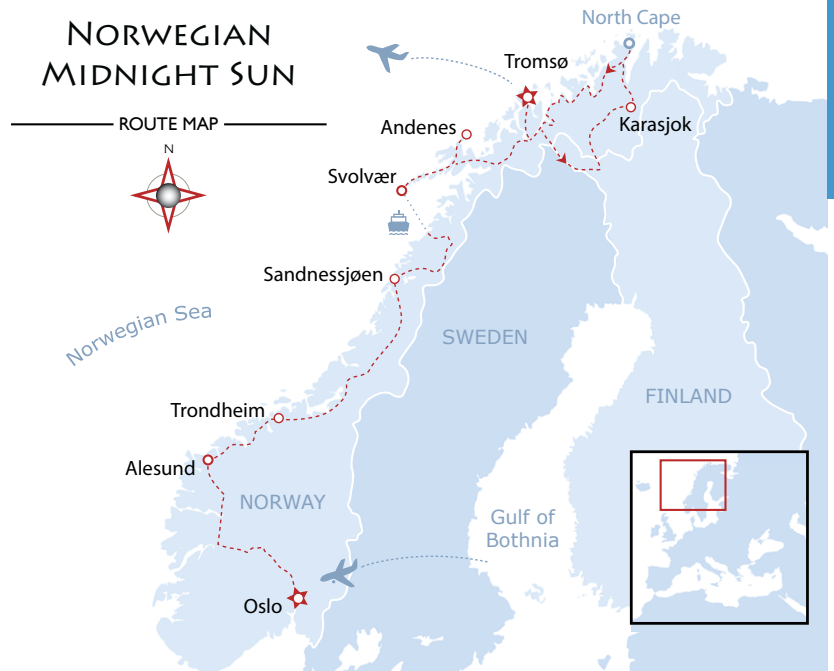 NORWEGIAN
MIDNIGHT SUN
ROUTE MAP
N
North Cape
Tromsø
Andenes
Karasjok
Svolvær
Sandnessjøen
Norwegian Sea
SWEDEN
FINLAND
Trondheim
Alesund
NORWAY
Gulf of
Bothnia
Oslo